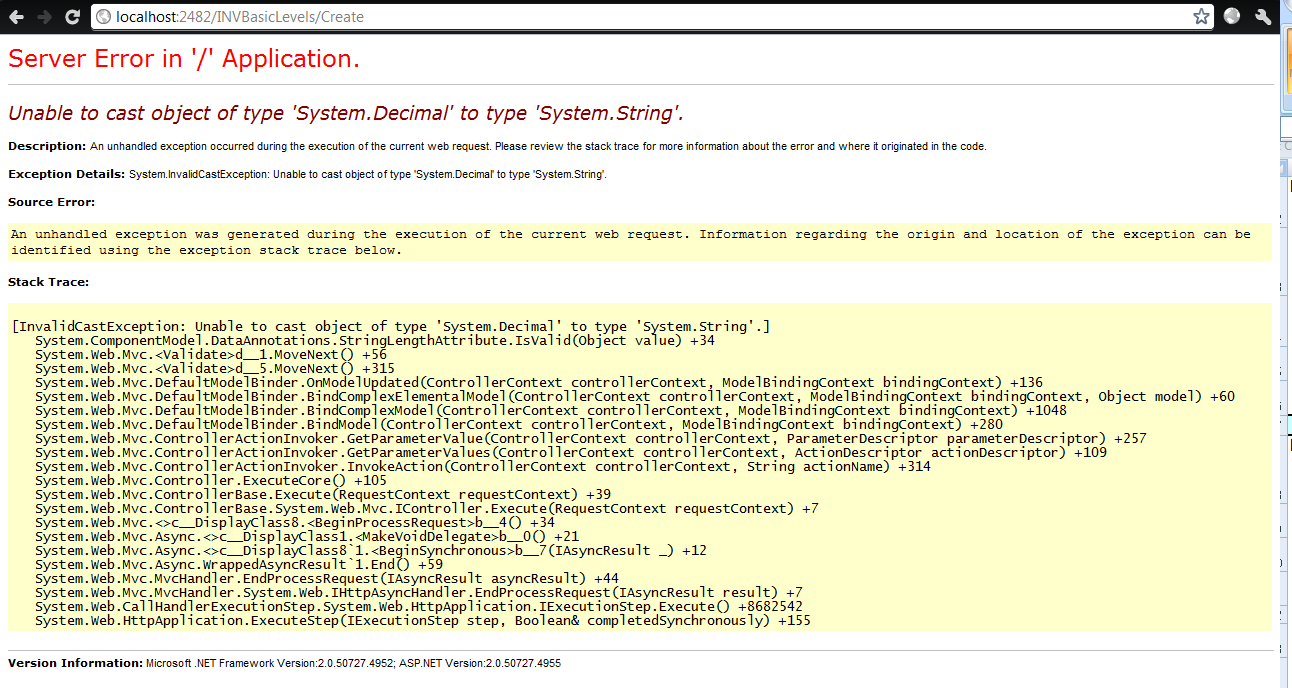 localhost:2482/INVBasicLevels/Create
Server Error in '/' Application.
Unable to cast object of type 'System.Decimal' to type 'System.String'.
Description: An unhandled exception occurred during the execution of the current web request. Please review the stack trace for more information about the error and where it originated in the code.
Exception Details: System.InvalidCastException: Unable to cast object of type 'System.Decimal' to type 'System.String'.
Source Error:
An unhandled exception was generated during the execution of the current web request. Information regarding the origin and location of the exception can be
identified using the exception stack trace below.
Stack Trace:
[InvalidCastException: Unable to cast object of type 'System.Decimal' to type 'System.String'.]
System.ComponentModel.DataAnnotations.StringLengthAttribute.IsValid(Object value) +34
System.Web.Mvc.<Validate>d__1.MoveNext() +56
System.Web.Mvc.<Validate>d__5.MoveNext() +315
System.Web.Mvc.DefaultModelBinder.OnModelUpdated(ControllerContext controllerContext, ModelBindingContext bindingContext) +136
System.Web.Mvc.DefaultModelBinder.BindComplexElementalModel(ControllerContext controllerContext, ModelBindingContext bindingContext, Object model) +60
System.Web.Mvc.DefaultModelBinder.BindComplexModel(ControllerContext controllerContext, ModelBindingContext bindingContext) +1048
System.Web.Mvc.DefaultModelBinder.BindModel(ControllerContext controllerContext, ModelBindingContext bindingContext) +280
System.Web.Mvc.ControllerActionInvoker.GetParameterValue(ControllerContext controllerContext, ParameterDescriptor parameterDescriptor) +257
System.Web.Mvc.ControllerActionInvoker.GetParameterValues(ControllerContext controllerContext, ActionDescriptor actionDescriptor) +109
System.Web.Mvc.ControllerActionInvoker.InvokeAction(ControllerContext controllerContext, String actionName) +314
System.Web.Mvc.Controller.ExecuteCore() +105
System.Web.Mvc.ControllerBase.Execute(RequestContext requestContext) +39
System.Web.Mvc.ControllerBase.System.Web.Mvc.IController.Execute(RequestContext requestContext) +7
System.Web.Mvc.<>c__DisplayClass8.<BeginProcessRequest>b__4() +34
System.Web.Mvc.Async.<>c__DisplayClass1.<MakeVoidDelegate>b__0() +21
System.Web.Mvc.Async.<>c__DisplayClass8`1.<BeginSynchronous>b__7(IAsyncResult _) +12
System.Web.Mvc.Async.WrappedAsyncResult`1.End() +59
System.Web.Mvc.MvcHandler.EndProcessRequest(IAsyncResult asyncResult) +44
System.Web.Mvc.MvcHandler.System.Web.IHttpAsyncHandler.EndProcessRequest(IAsyncResult result) +7
System.Web.CallHandlerExecutionStep.System.Web.HttpApplication.IExecutionStep.Execute() +8682542
System.Web.HttpApplication.ExecuteStep(IExecutionStep step, Boolean& completedSynchronously) +155
Version Information: Microsoft .NET Framework Version:2.0.50727.4952; ASP.NET Version:2.0.50727.4955